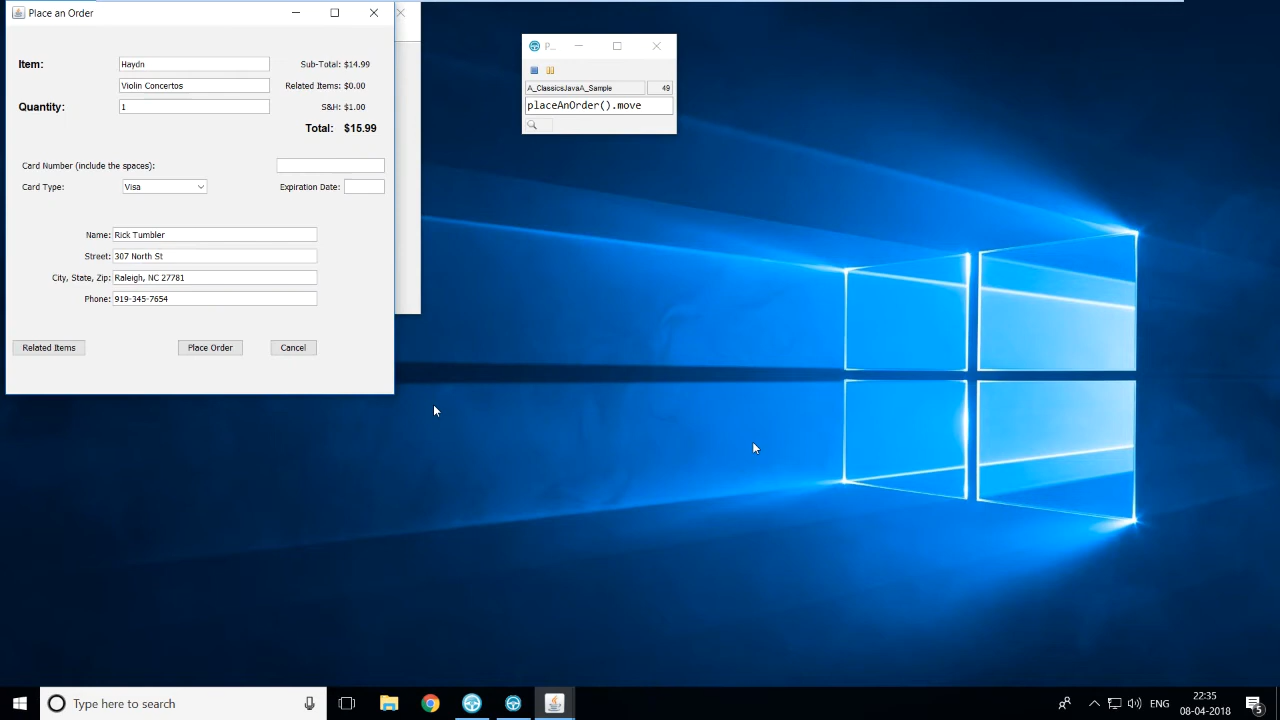 Place an Order
Item: Haydn Sub-Total: $14.99
Violin Concertos Related Items: $0.00
Quantity: 1 S&H: $1.00
Total: $15.99
Card Number (include the spaces):
Card Type: Visa Expiration Date:
Name: Rick Tumbler
Street: 307 North St
City, State, Zip: Raleigh, NC 27781
Phone: 919-345-7654
Related Items Place Order Cancel
P...
A_ClassicsJavaA_Sample 49
placeAnOrder().move
Type here to search
ENG
22:35
08-04-2018
5